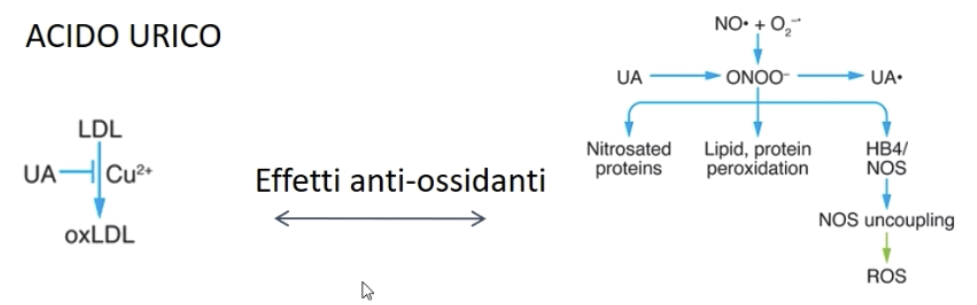 ACIDO URICO
LDL
UA
Cu²⁺
oxLDL
Effetti anti-ossidanti
NO• + O₂•⁻
UA
ONOO⁻
UA•
Nitrosated
proteins
Lipid, protein
peroxidation
HB4/
NOS
NOS uncoupling
ROS